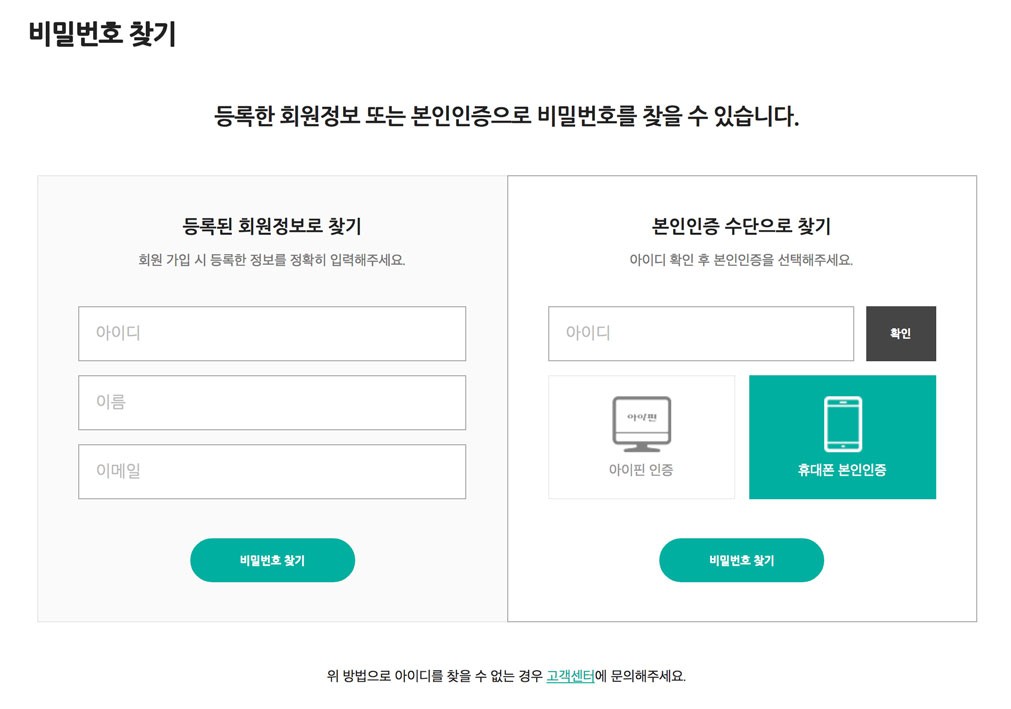 비밀번호 찾기
등록한 회원정보 또는 본인인증으로 비밀번호를 찾을 수 있습니다.
등록된 회원정보로 찾기
회원 가입 시 등록한 정보를 정확히 입력해주세요.
아이디
이름
이메일
비밀번호 찾기
본인인증 수단으로 찾기
아이디 확인 후 본인인증을 선택해주세요.
아이디
확인
아이핀
아이핀 인증
휴대폰 본인인증
비밀번호 찾기
위 방법으로 아이디를 찾을 수 없는 경우 고객센터에 문의해주세요.